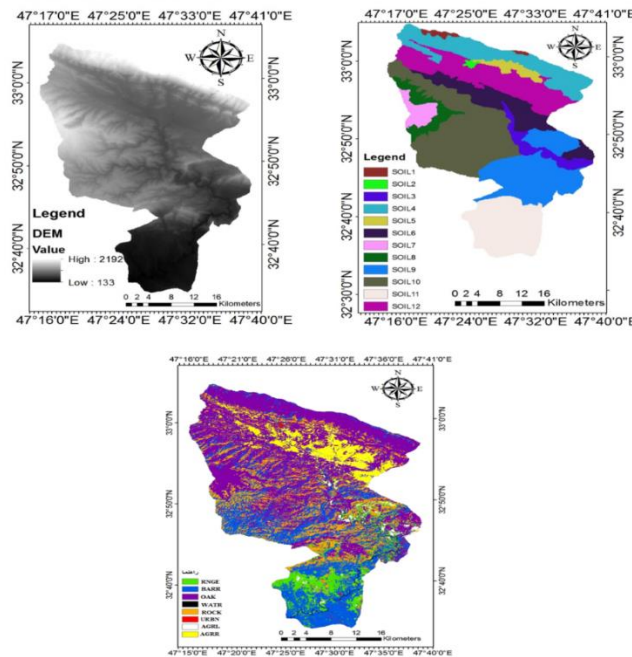 47°16'0"E 47°25'0"E 47°33'0"E 47°41'0"E
N
W E
S
33°0'0"N
32°50'0"N
32°40'0"N
Legend
DEM
Value
High : 2192
Low : 133
0 2 4 8 12 16
Kilometers
47°16'0"E 47°25'0"E 47°33'0"E 47°40'0"E
47°16'0"E 47°25'0"E 47°33'0"E 47°41'0"E
N
W E
S
33°0'0"N
32°50'0"N
32°40'0"N
32°30'0"N
Legend
SOIL1
SOIL2
SOIL3
SOIL4
SOIL5
SOIL6
SOIL7
SOIL8
SOIL9
SOIL10
SOIL11
SOIL12
0 2 4 8 12 16
Kilometers
47°16'0"E 47°24'0"E 47°32'0"E 47°40'0"E
47°16'0"E 47°21'0"E 47°26'0"E 47°31'0"E 47°36'0"E 47°41'0"E
N
W E
S
33°0'0"N
32°50'0"N
32°40'0"N
راهنما
RNGE
BARR
OAK
WATR
ROCK
URBN
AGRL
AGRR
0 2 4 8 12 16
Kilometers
47°15'0"E 47°20'0"E 47°25'0"E 47°30'0"E 47°35'0"E 47°40'0"E